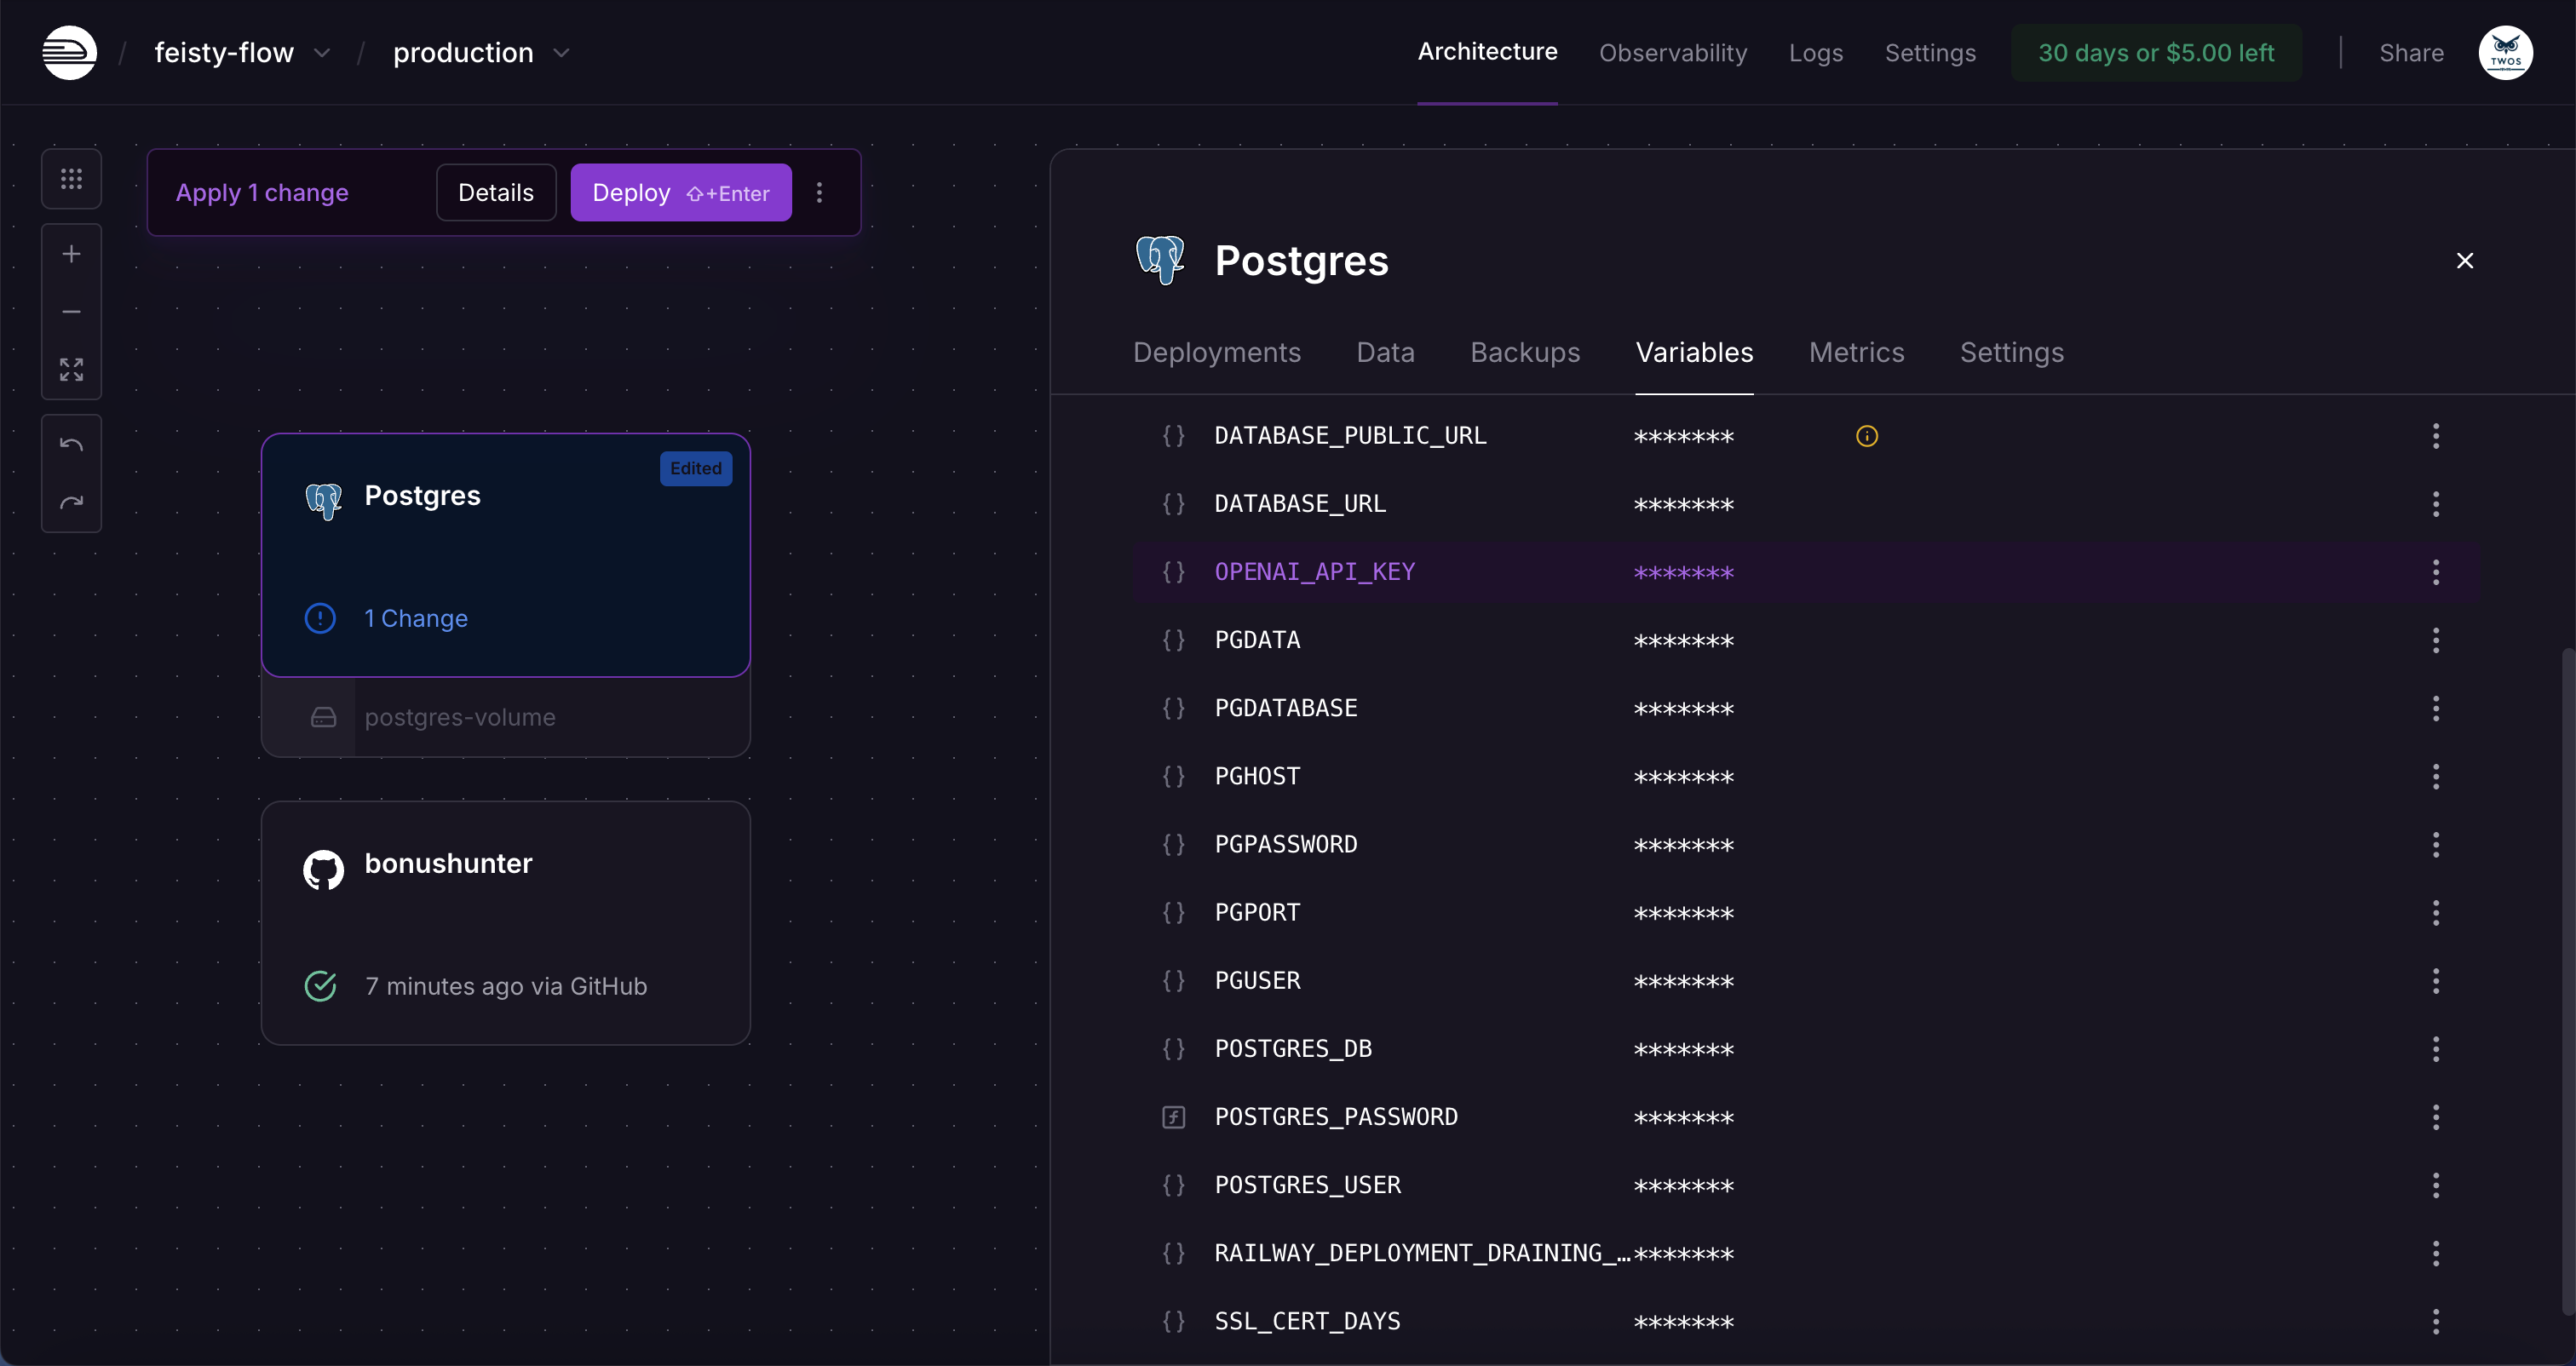 feisty-flow
production
Architecture
Observability
Logs
Settings
30 days or $5.00 left
Share
TWOS
Apply 1 change
Details
Deploy ⇧+Enter
Postgres
Edited
1 Change
postgres-volume
bonushunter
7 minutes ago via GitHub
Postgres
Deployments
Data
Backups
Variables
Metrics
Settings
{} DATABASE_PUBLIC_URL *******
{} DATABASE_URL *******
{} OPENAI_API_KEY *******
{} PGDATA *******
{} PGDATABASE *******
{} PGHOST *******
{} PGPASSWORD *******
{} PGPORT *******
{} PGUSER *******
{} POSTGRES_DB *******
POSTGRES_PASSWORD *******
{} POSTGRES_USER *******
{} RAILWAY_DEPLOYMENT_DRAINING_… *******
{} SSL_CERT_DAYS *******